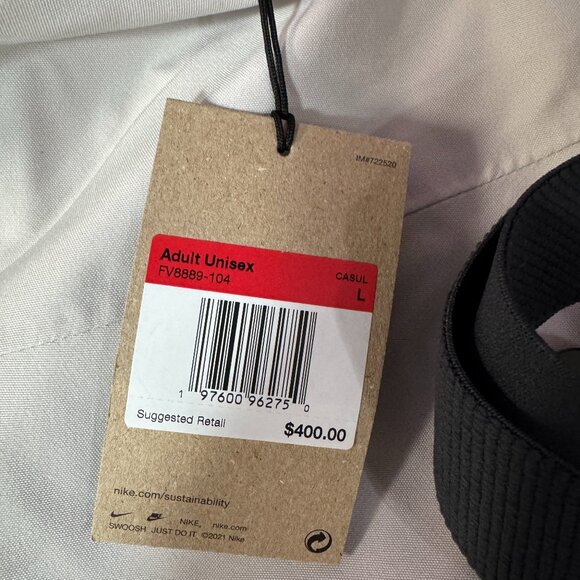 IM#722520
Adult Unisex
FV8889-104
CASUL
L
1 97600 96275 0
Suggested Retail
$400.00
nike.com/sustainability
NIKE, nike.com
SWOOSH JUST DO IT ©2021 Nike